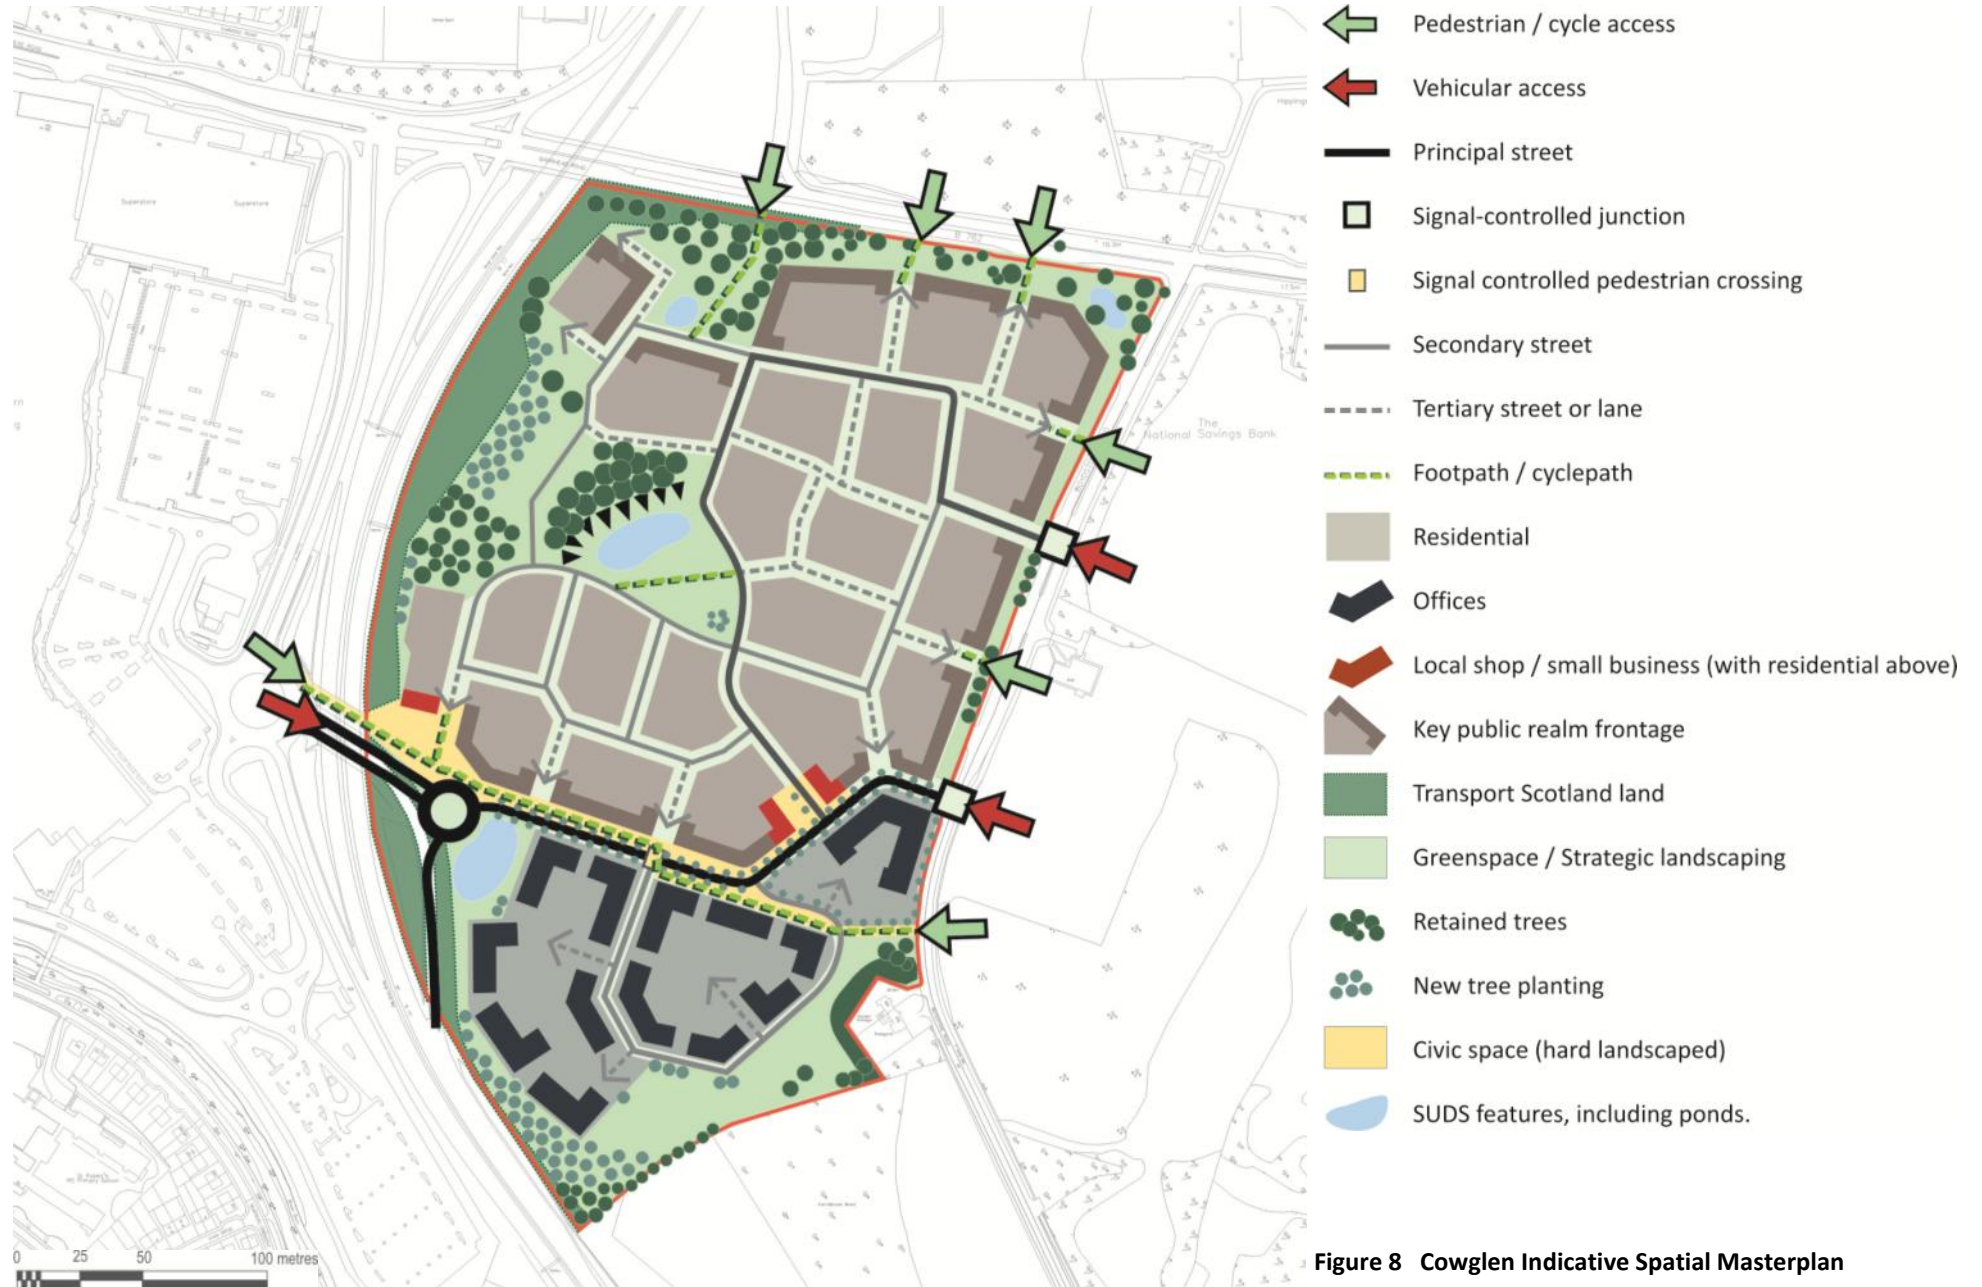 Pedestrian / cycle access
Vehicular access
Principal street
Signal-controlled junction
Signal controlled pedestrian crossing
Secondary street
Tertiary street or lane
Footpath / cyclepath
Residential
Offices
Local shop / small business (with residential above)
Key public realm frontage
Transport Scotland land
Greenspace / Strategic landscaping
Retained trees
New tree planting
Civic space (hard landscaped)
SUDS features, including ponds.
Superstore
Superstore
The
National Savings Bank
0 25 50 100 metres
Figure 8 Cowglen Indicative Spatial Masterplan